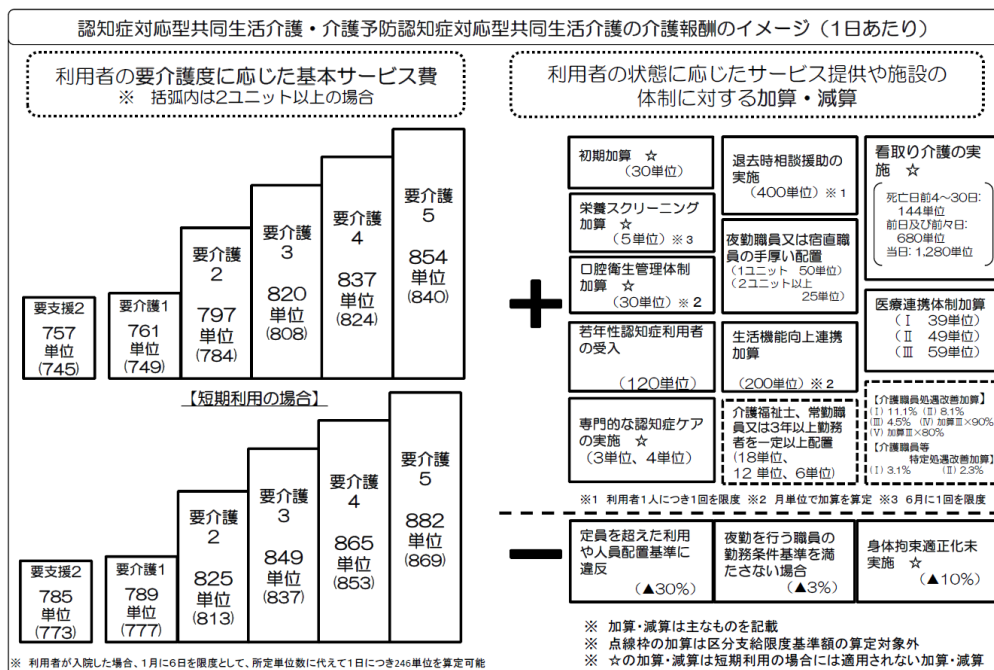 認知症対応型共同生活介護・介護予防認知症対応型共同生活介護の介護報酬のイメージ（１日あたり）
利用者の要介護度に応じた基本サービス費
※　括弧内は2ユニット以上の場合
要支援2
757
単位
(745)
要介護1
761
単位
(749)
要介護
2
797
単位
(784)
要介護
3
820
単位
(808)
要介護
4
837
単位
(824)
要介護
5
854
単位
(840)
【短期利用の場合】
要支援2
785
単位
(773)
要介護1
789
単位
(777)
要介護
2
825
単位
(813)
要介護
3
849
単位
(837)
要介護
4
865
単位
(853)
要介護
5
882
単位
(869)
※　利用者が入院した場合、1月に6日を限度として、所定単位数に代えて1日につき246単位を算定可能
利用者の状態に応じたサービス提供や施設の
体制に対する加算・減算
＋
初期加算　☆
（30単位）
栄養スクリーニング
加算　☆
（5単位）※３
口腔衛生管理体制
加算　☆
（30単位）※２
若年性認知症利用者
の受入
（120単位）
専門的な認知症ケア
の実施　☆
（3単位、4単位）
退去時相談援助の
実施
（400単位）※１
夜勤職員又は宿直職
員の手厚い配置
（1ユニット　50単位）
（2ユニット以上
25単位）
生活機能向上連携
加算
（200単位）※２
介護福祉士、常勤職
員又は3年以上勤務
者を一定以上配置
（18単位、
12 単位、6単位）
看取り介護の実
施　☆
死亡日前4～30日：
144単位
前日及び前々日：
680単位
当日：1,280単位
医療連携体制加算
（Ⅰ　39単位）
（Ⅱ　49単位）
（Ⅲ　59単位）
【介護職員処遇改善加算】
（Ⅰ）11.1%（Ⅱ）8.1%
（Ⅲ）4.5%（Ⅳ）加算Ⅲ×90%
（Ⅴ）加算Ⅲ×80%
【介護職員等
特定処遇改善加算】
（Ⅰ）3.1%　（Ⅱ）2.3%
※１　利用者１人につき１回を限度　※２　月単位で加算を算定　※３　６月に１回を限度
－
定員を超えた利用
や人員配置基準に
違反
（▲30%）
夜勤を行う職員の
勤務条件基準を満
たさない場合
（▲3%）
身体拘束適正化未
実施　☆
（▲10%）
※　加算・減算は主なものを記載
※　点線枠の加算は区分支給限度基準額の算定対象外
※　☆の加算・減算は短期利用の場合には適用されない加算・減算